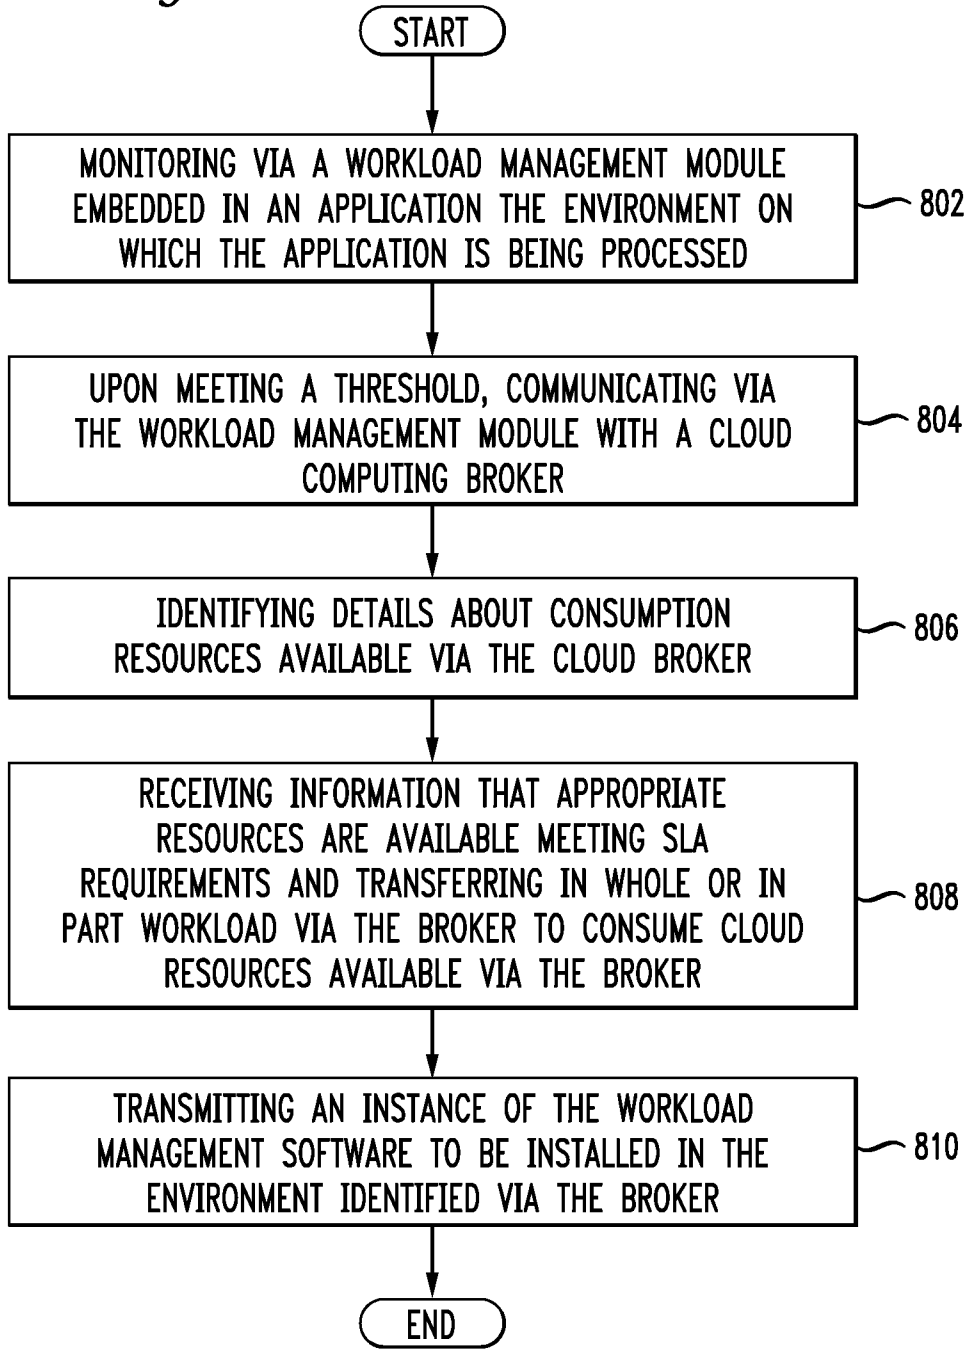 START
MONITORING VIA A WORKLOAD MANAGEMENT MODULE
EMBEDDED IN AN APPLICATION THE ENVIRONMENT ON
WHICH THE APPLICATION IS BEING PROCESSED
802
UPON MEETING A THRESHOLD, COMMUNICATING VIA
THE WORKLOAD MANAGEMENT MODULE WITH A CLOUD
COMPUTING BROKER
804
IDENTIFYING DETAILS ABOUT CONSUMPTION
RESOURCES AVAILABLE VIA THE CLOUD BROKER
806
RECEIVING INFORMATION THAT APPROPRIATE
RESOURCES ARE AVAILABLE MEETING SLA
REQUIREMENTS AND TRANSFERRING IN WHOLE OR IN
PART WORKLOAD VIA THE BROKER TO CONSUME CLOUD
RESOURCES AVAILABLE VIA THE BROKER
808
TRANSMITTING AN INSTANCE OF THE WORKLOAD
MANAGEMENT SOFTWARE TO BE INSTALLED IN THE
ENVIRONMENT IDENTIFIED VIA THE BROKER
810
END